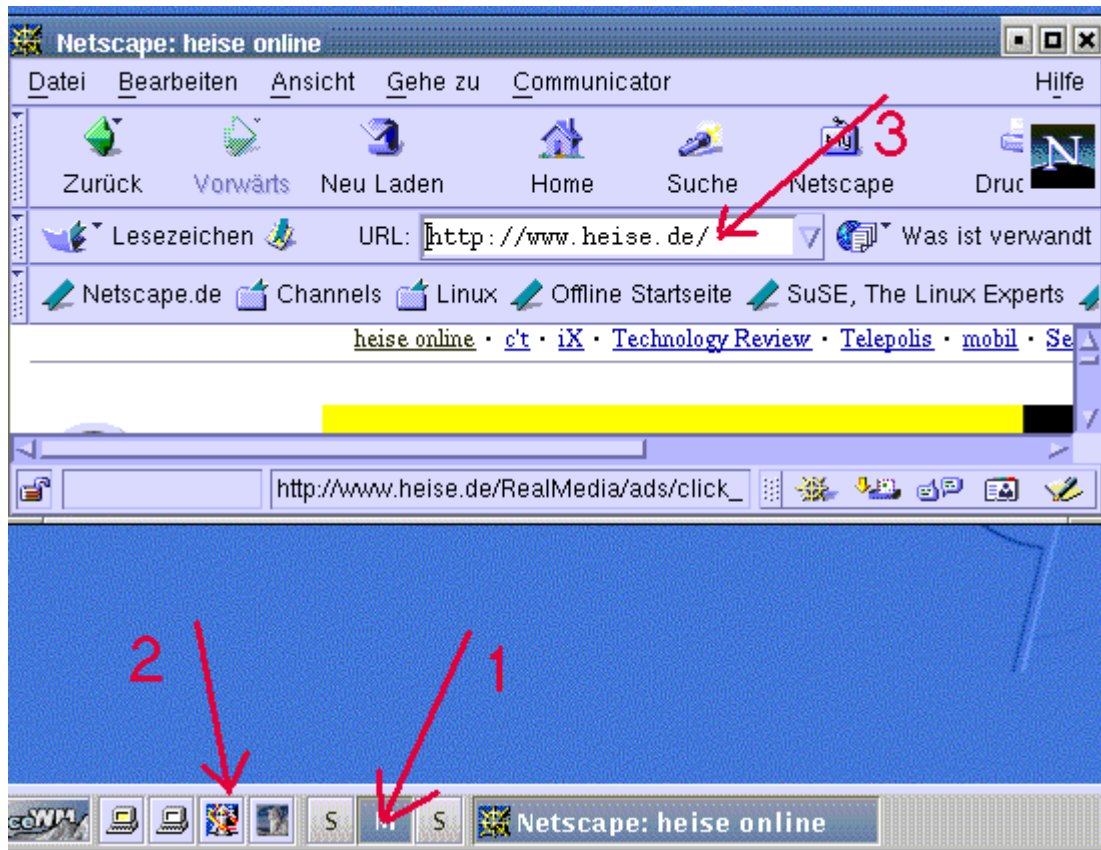 Netscape: heise online
Datei Bearbeiten Ansicht Gehe zu Communicator Hilfe
3
My
N
Zurück Vorwärts Neu Laden Home Suche Netscape Druc
Lesezeichen URL: http://www.heise.de/ Was ist verwandt
Netscape.de Channels Linux Offline Startseite SuSE, The Linux Experts
heise online · c't · iX · Technology Review · Telepolis · mobil · Se
http://www.heise.de/RealMedia/ads/click_
2 1
ceWM S M S Netscape: heise online